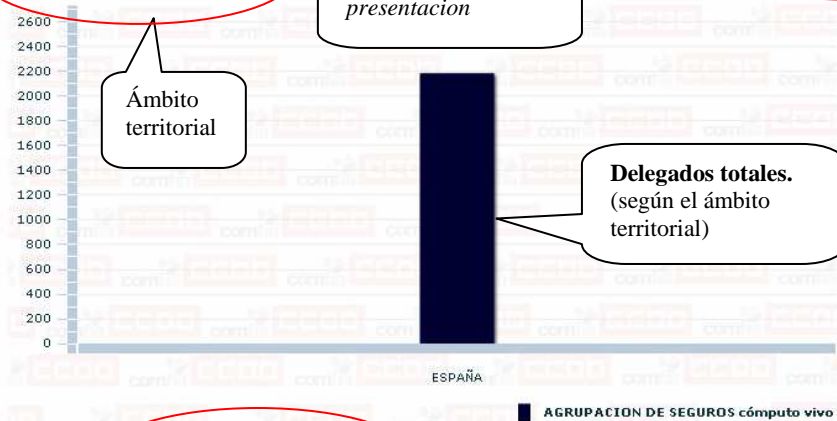 presentacion
2600
2400
2200
2000
1800
1600
1400
1200
1000
800
600
400
200
0
Ámbito
territorial
Delegados totales.
(según el ámbito
territorial)
ESPAÑA
AGRUPACION DE SEGUROS cómputo vivo